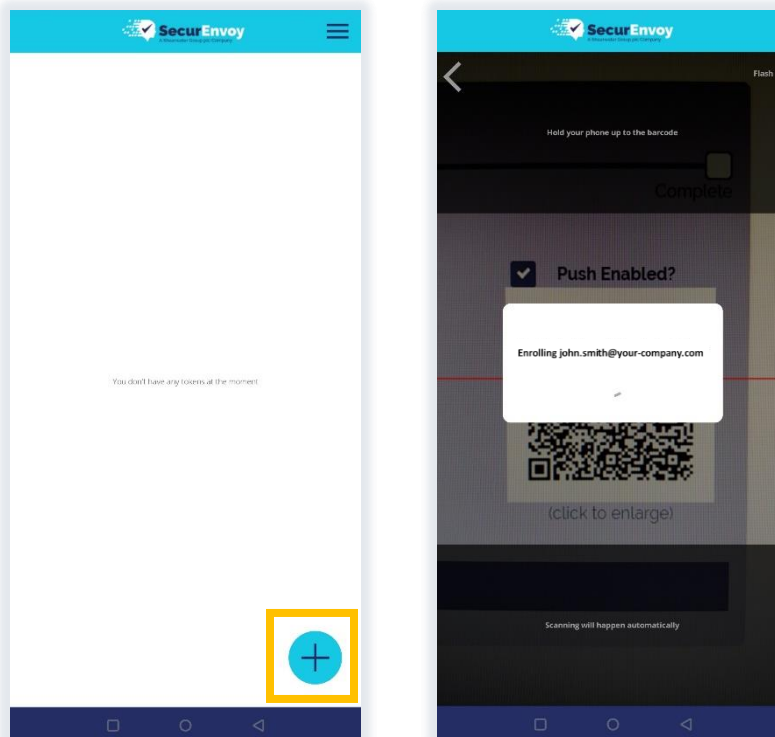 SecurEnvoy
You don't have any tokens at the moment
SecurEnvoy
Flash
Hold your phone up to the barcode
Complete
Push Enabled?
Enrolling john.smith@your-company.com
(click to enlarge)
Scanning will happen automatically